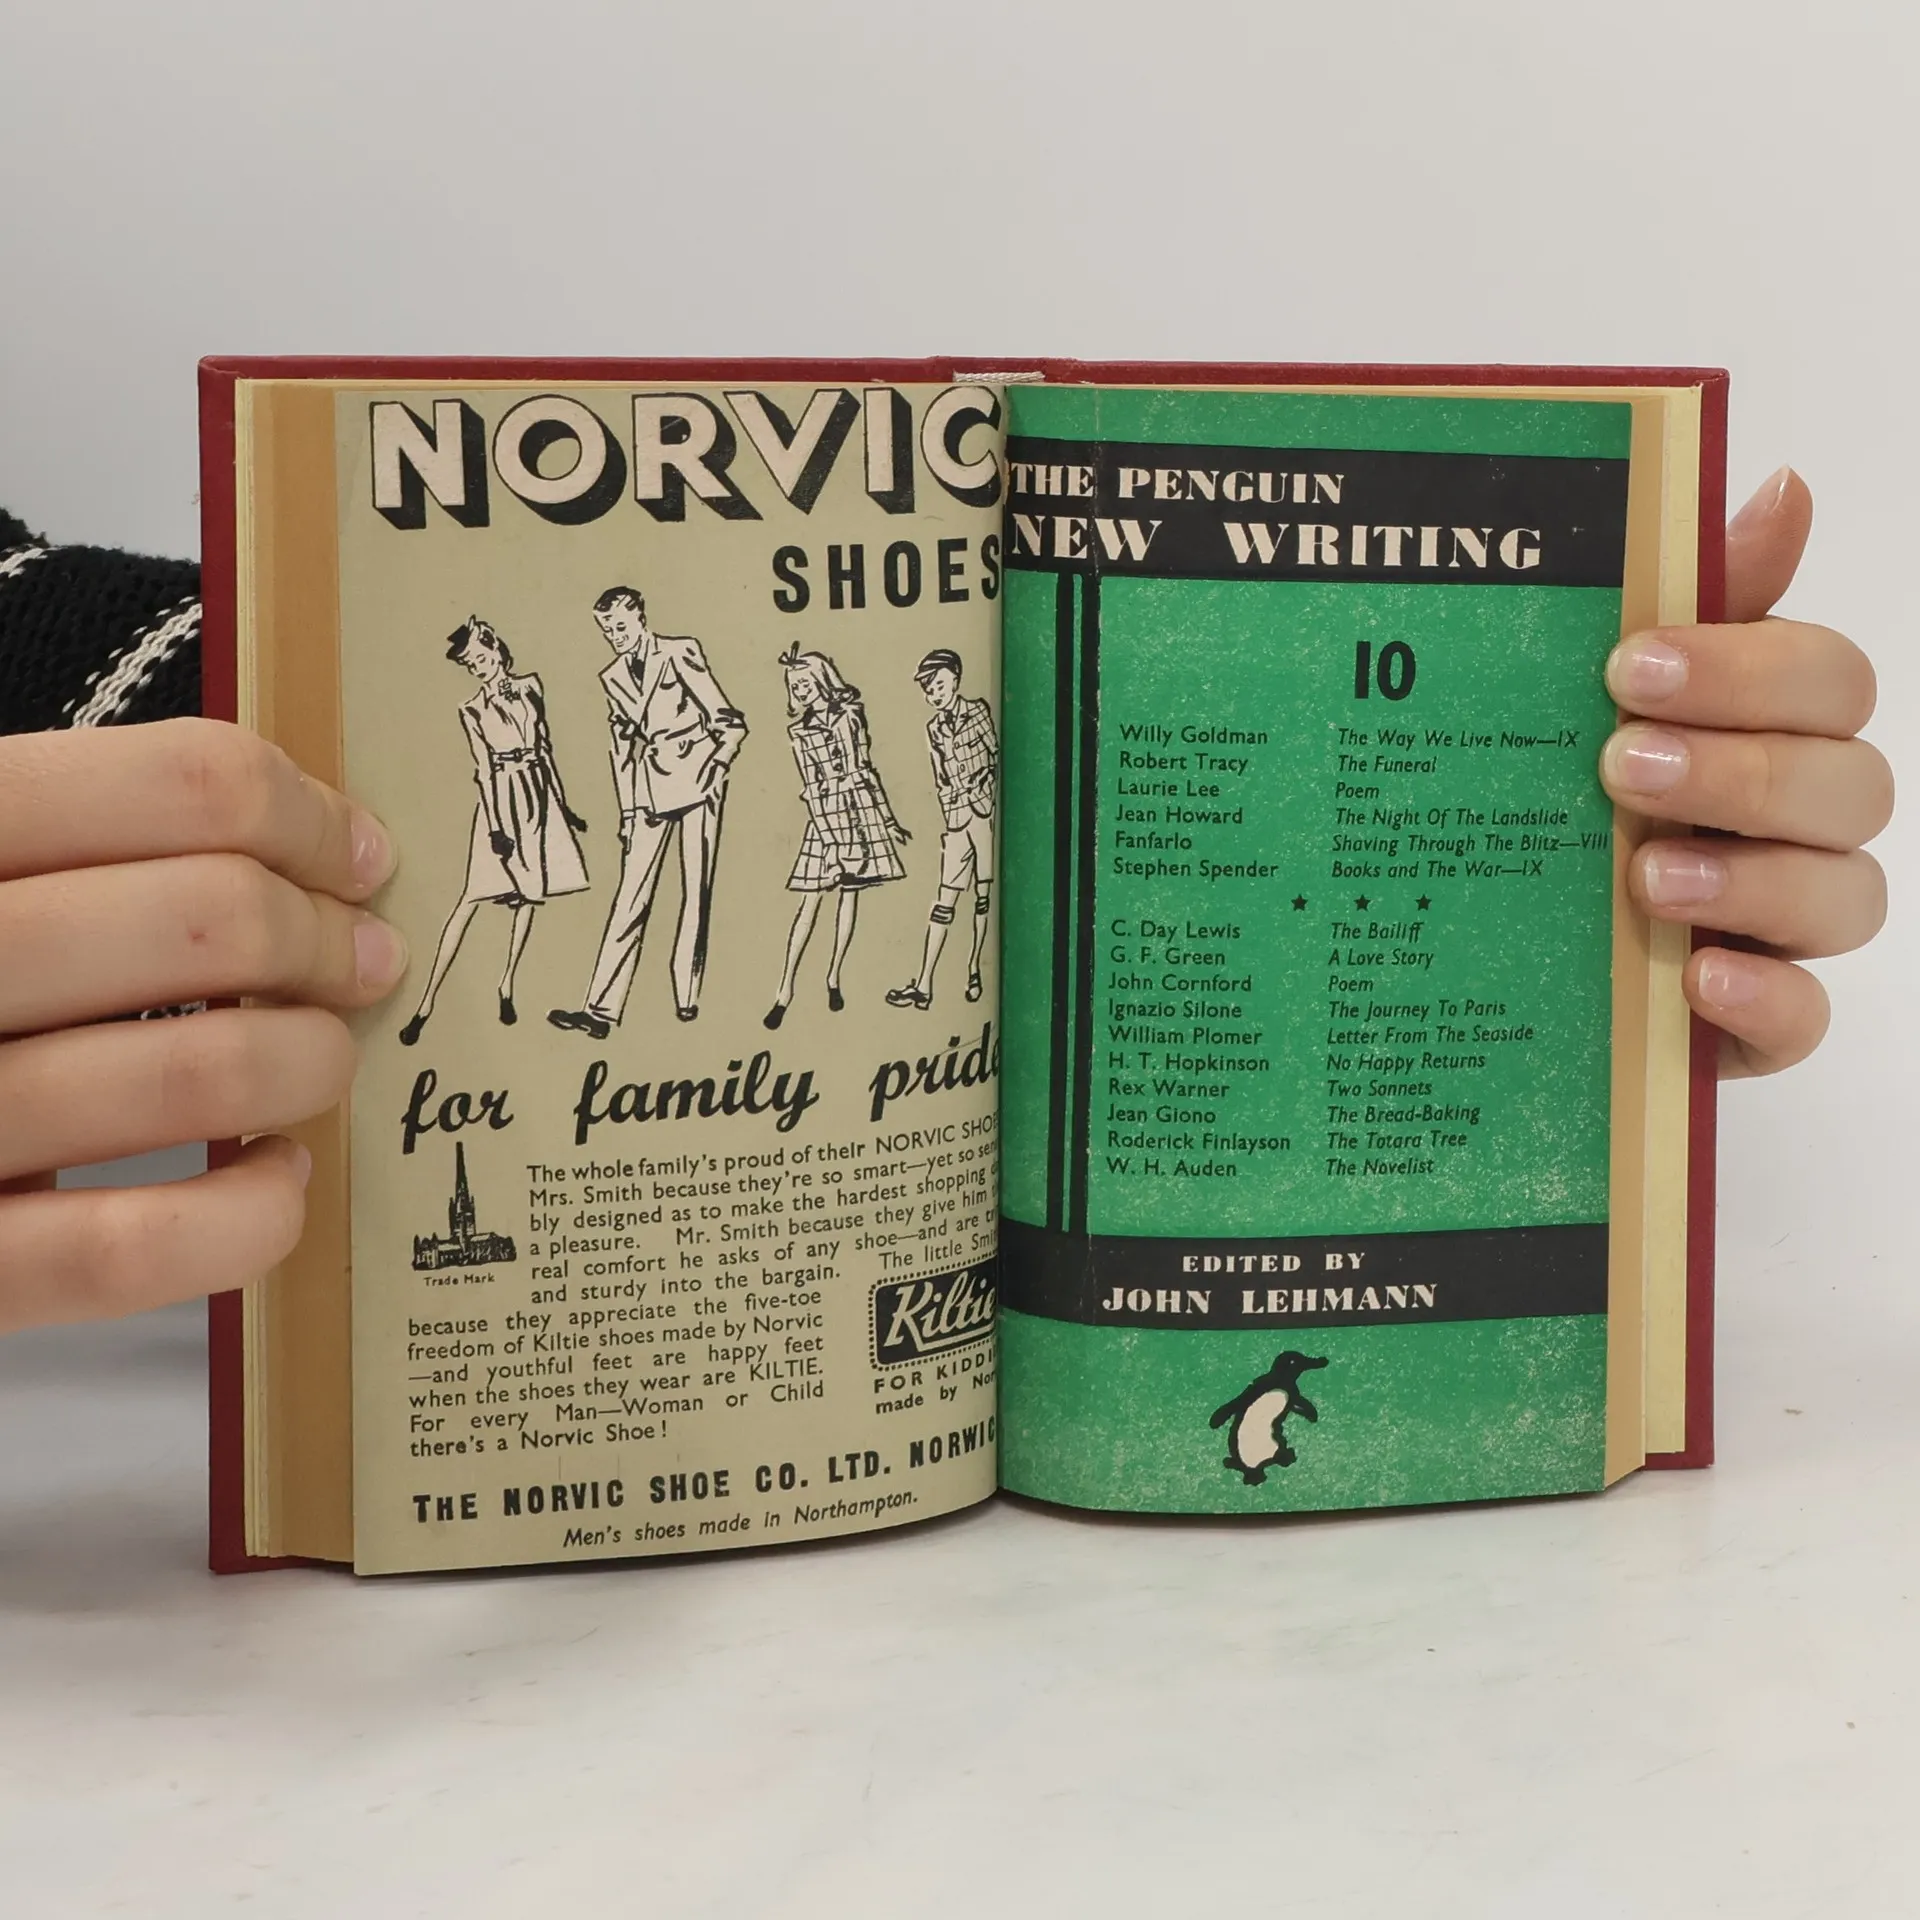 NORVIC
SHOES
for family pride
The whole family's proud of their NORVIC SHOES
Mrs. Smith because they're so smart—yet so
bly designed as to make the hardest shopping
a pleasure. Mr. Smith because they give him
real comfort he asks of any shoe—and are
and sturdy into the bargain. The little
because they appreciate the five-toe
freedom of Kiltie shoes made by Norvic
—and youthful feet are happy feet
when the shoes they wear are KILTIE.
For every Man—Woman or Child
there's a Norvic Shoe!
Trade Mark
Kiltie
FOR
made by
THE NORVIC SHOE CO. LTD.
Men's shoes made in Northampton.
THE PENGUIN
NEW WRITING
10
Willy Goldman The Way We Live Now—IX
Robert Tracy The Funeral
Laurie Lee Poem
Jean Howard The Night Of The Landslide
Fanfarlo Shaving Through The Blitz—VIII
Stephen Spender Books and The War—IX
★ ★ ★
C. Day Lewis The Bailiff
G. F. Green A Love Story
John Cornford Poem
Ignazio Silone The Journey To Paris
William Plomer Letter From The Seaside
H. T. Hopkinson No Happy Returns
Rex Warner Two Sonnets
Jean Giono The Bread-Baking
Roderick Finlayson The Totara Tree
W. H. Auden The Novelist
EDITED BY
JOHN LEHMANN